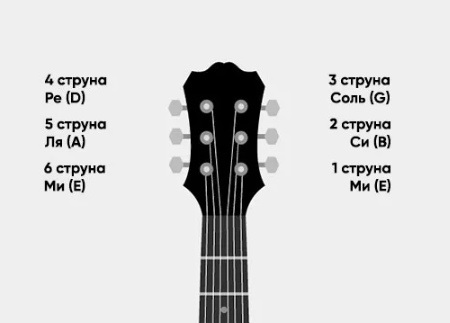 4 струна
Ре (D)
5 струна
Ля (A)
6 струна
Ми (E)
3 струна
Соль (G)
2 струна
Си (B)
1 струна
Ми (E)